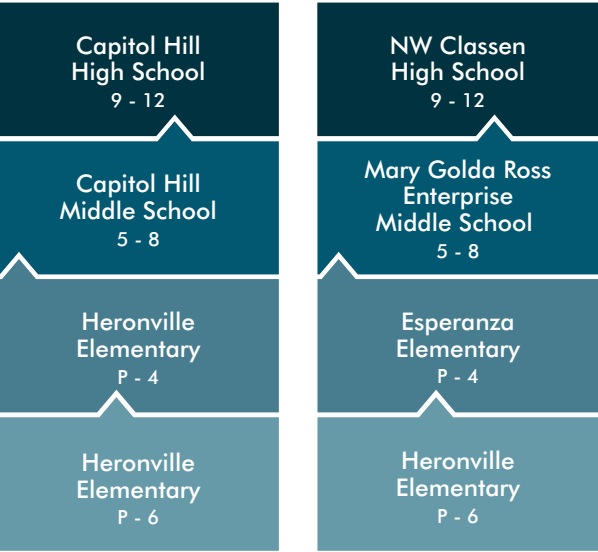 Capitol Hill
High School
9 - 12
Capitol Hill
Middle School
5 - 8
Heronville
Elementary
P - 4
Heronville
Elementary
P - 6
NW Classen
High School
9 - 12
Mary Golda Ross
Enterprise
Middle School
5 - 8
Esperanza
Elementary
P - 4
Heronville
Elementary
P - 6